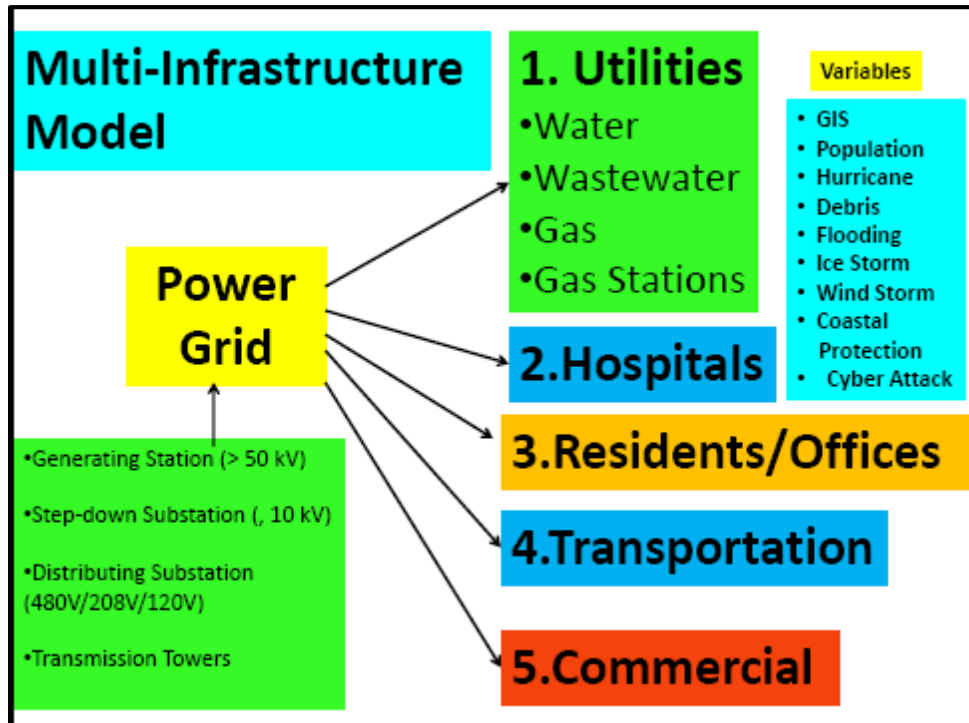 Multi-Infrastructure
Model
1. Utilities
•Water
•Wastewater
•Gas
•Gas Stations
Variables
• GIS
• Population
• Hurricane
• Debris
• Flooding
• Ice Storm
• Wind Storm
• Coastal
Protection
• Cyber Attack
Power
Grid
2.Hospitals
3.Residents/Offices
4.Transportation
5.Commercial
•Generating Station (> 50 kV)
•Step-down Substation (, 10 kV)
•Distributing Substation
(480V/208V/120V)
•Transmission Towers